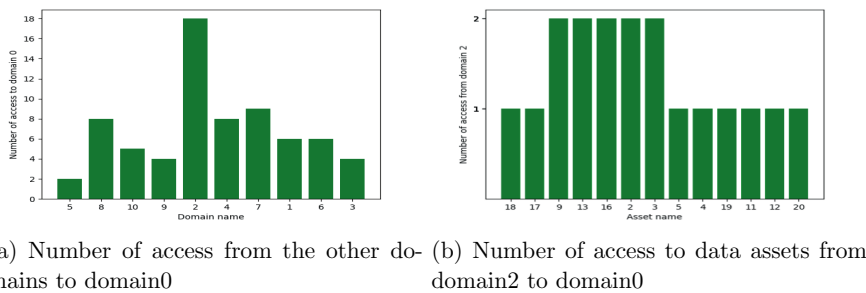 18
16
14
12
10
8
6
4
2
0
Number of access to domain 0
5 8 10 9 2 4 7 1 6 3
Domain name
2
1
Number of access from domain 2
18 17 9 13 16 2 3 5 4 19 11 12 20
Asset name
a) Number of access from the other do-
mains to domain0
(b) Number of access to data assets from
domain2 to domain0